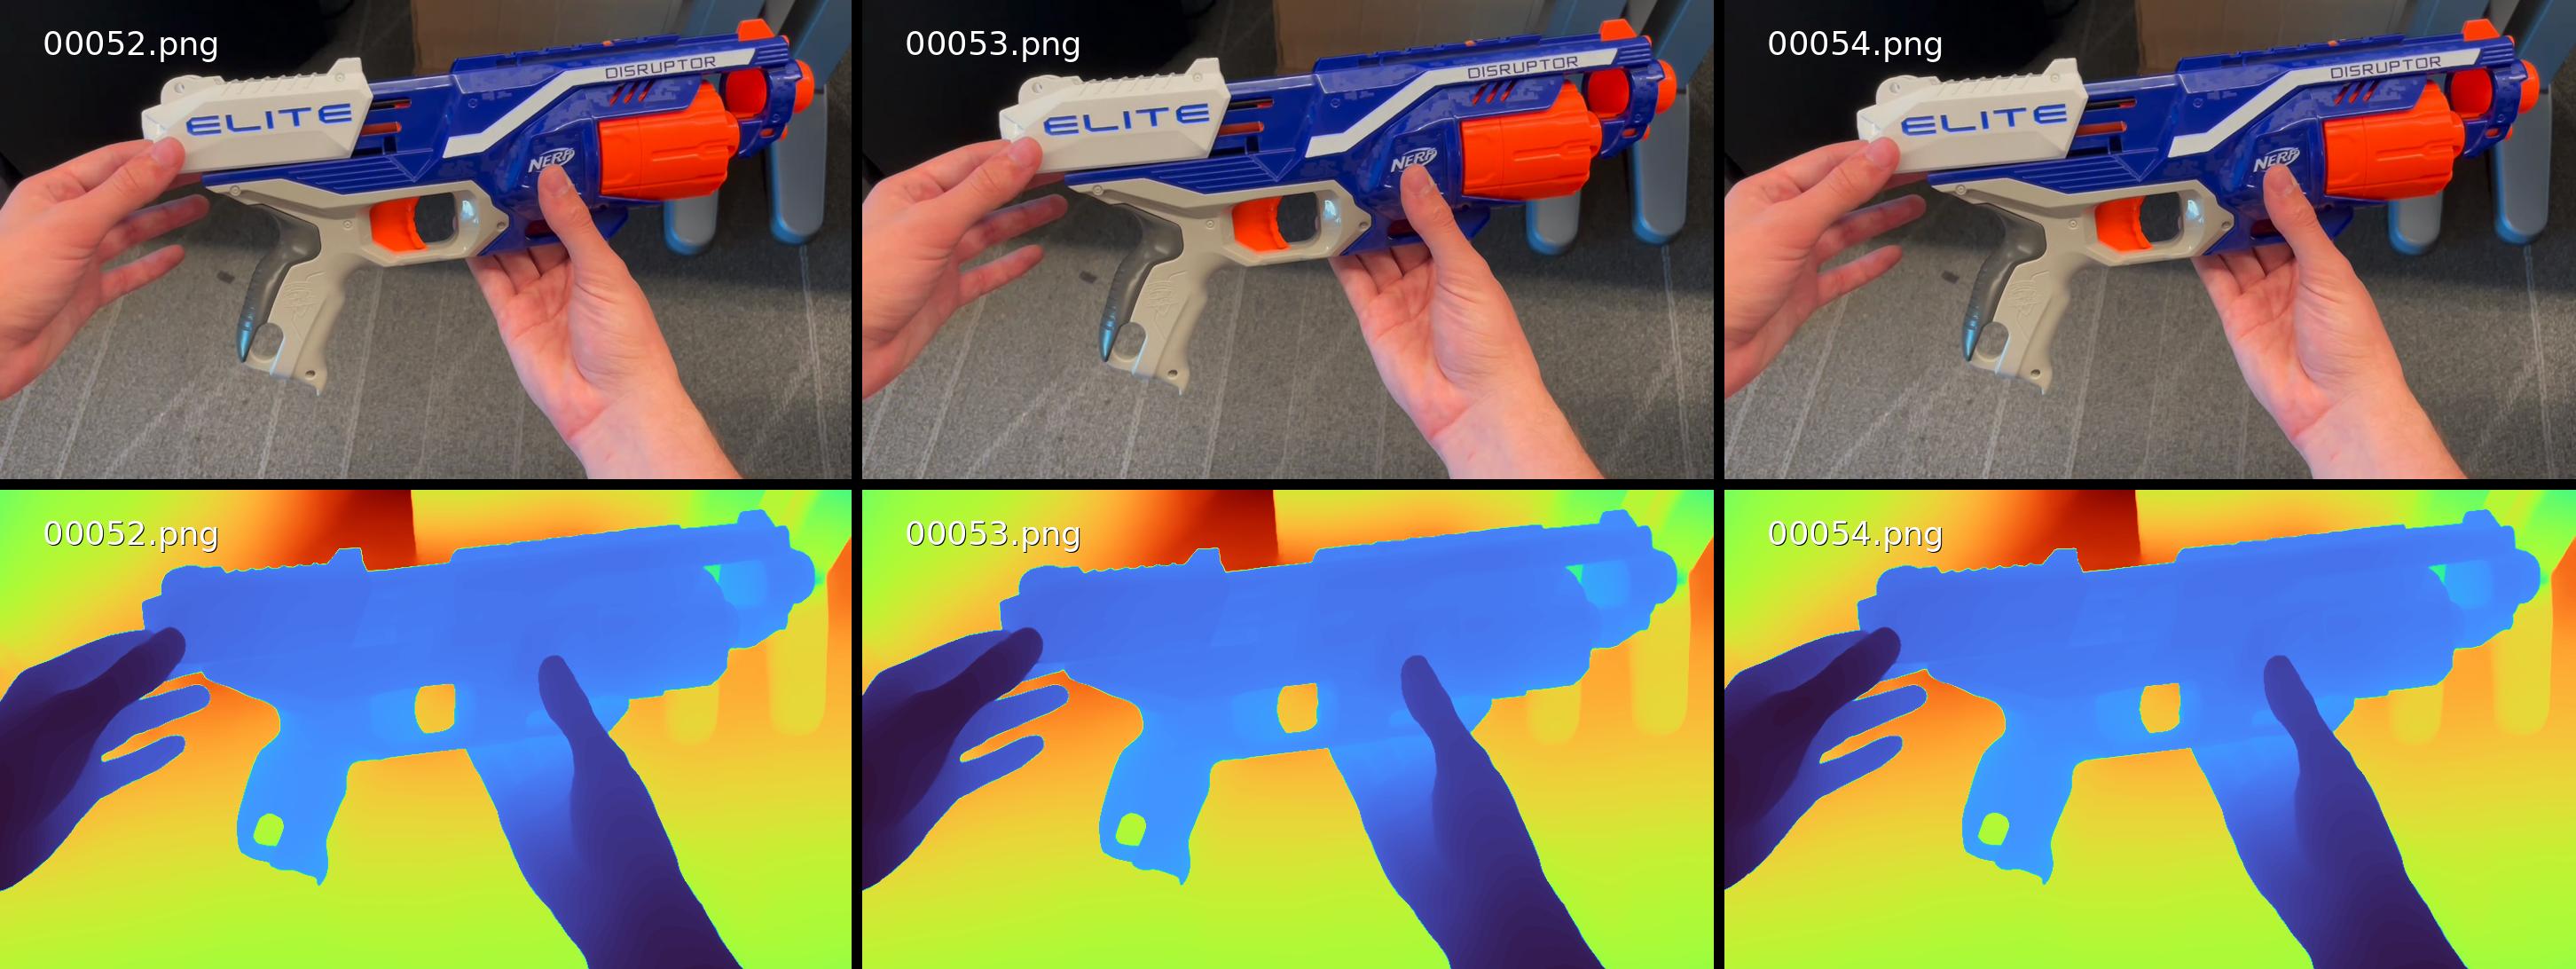 00052.png
00053.png
00054.png
DISRUPTOR
DISRUPTOR
DISRUPTOR
ELITE
ELITE
ELITE
NERF
NERF
NERF
00052.png
00053.png
00054.png